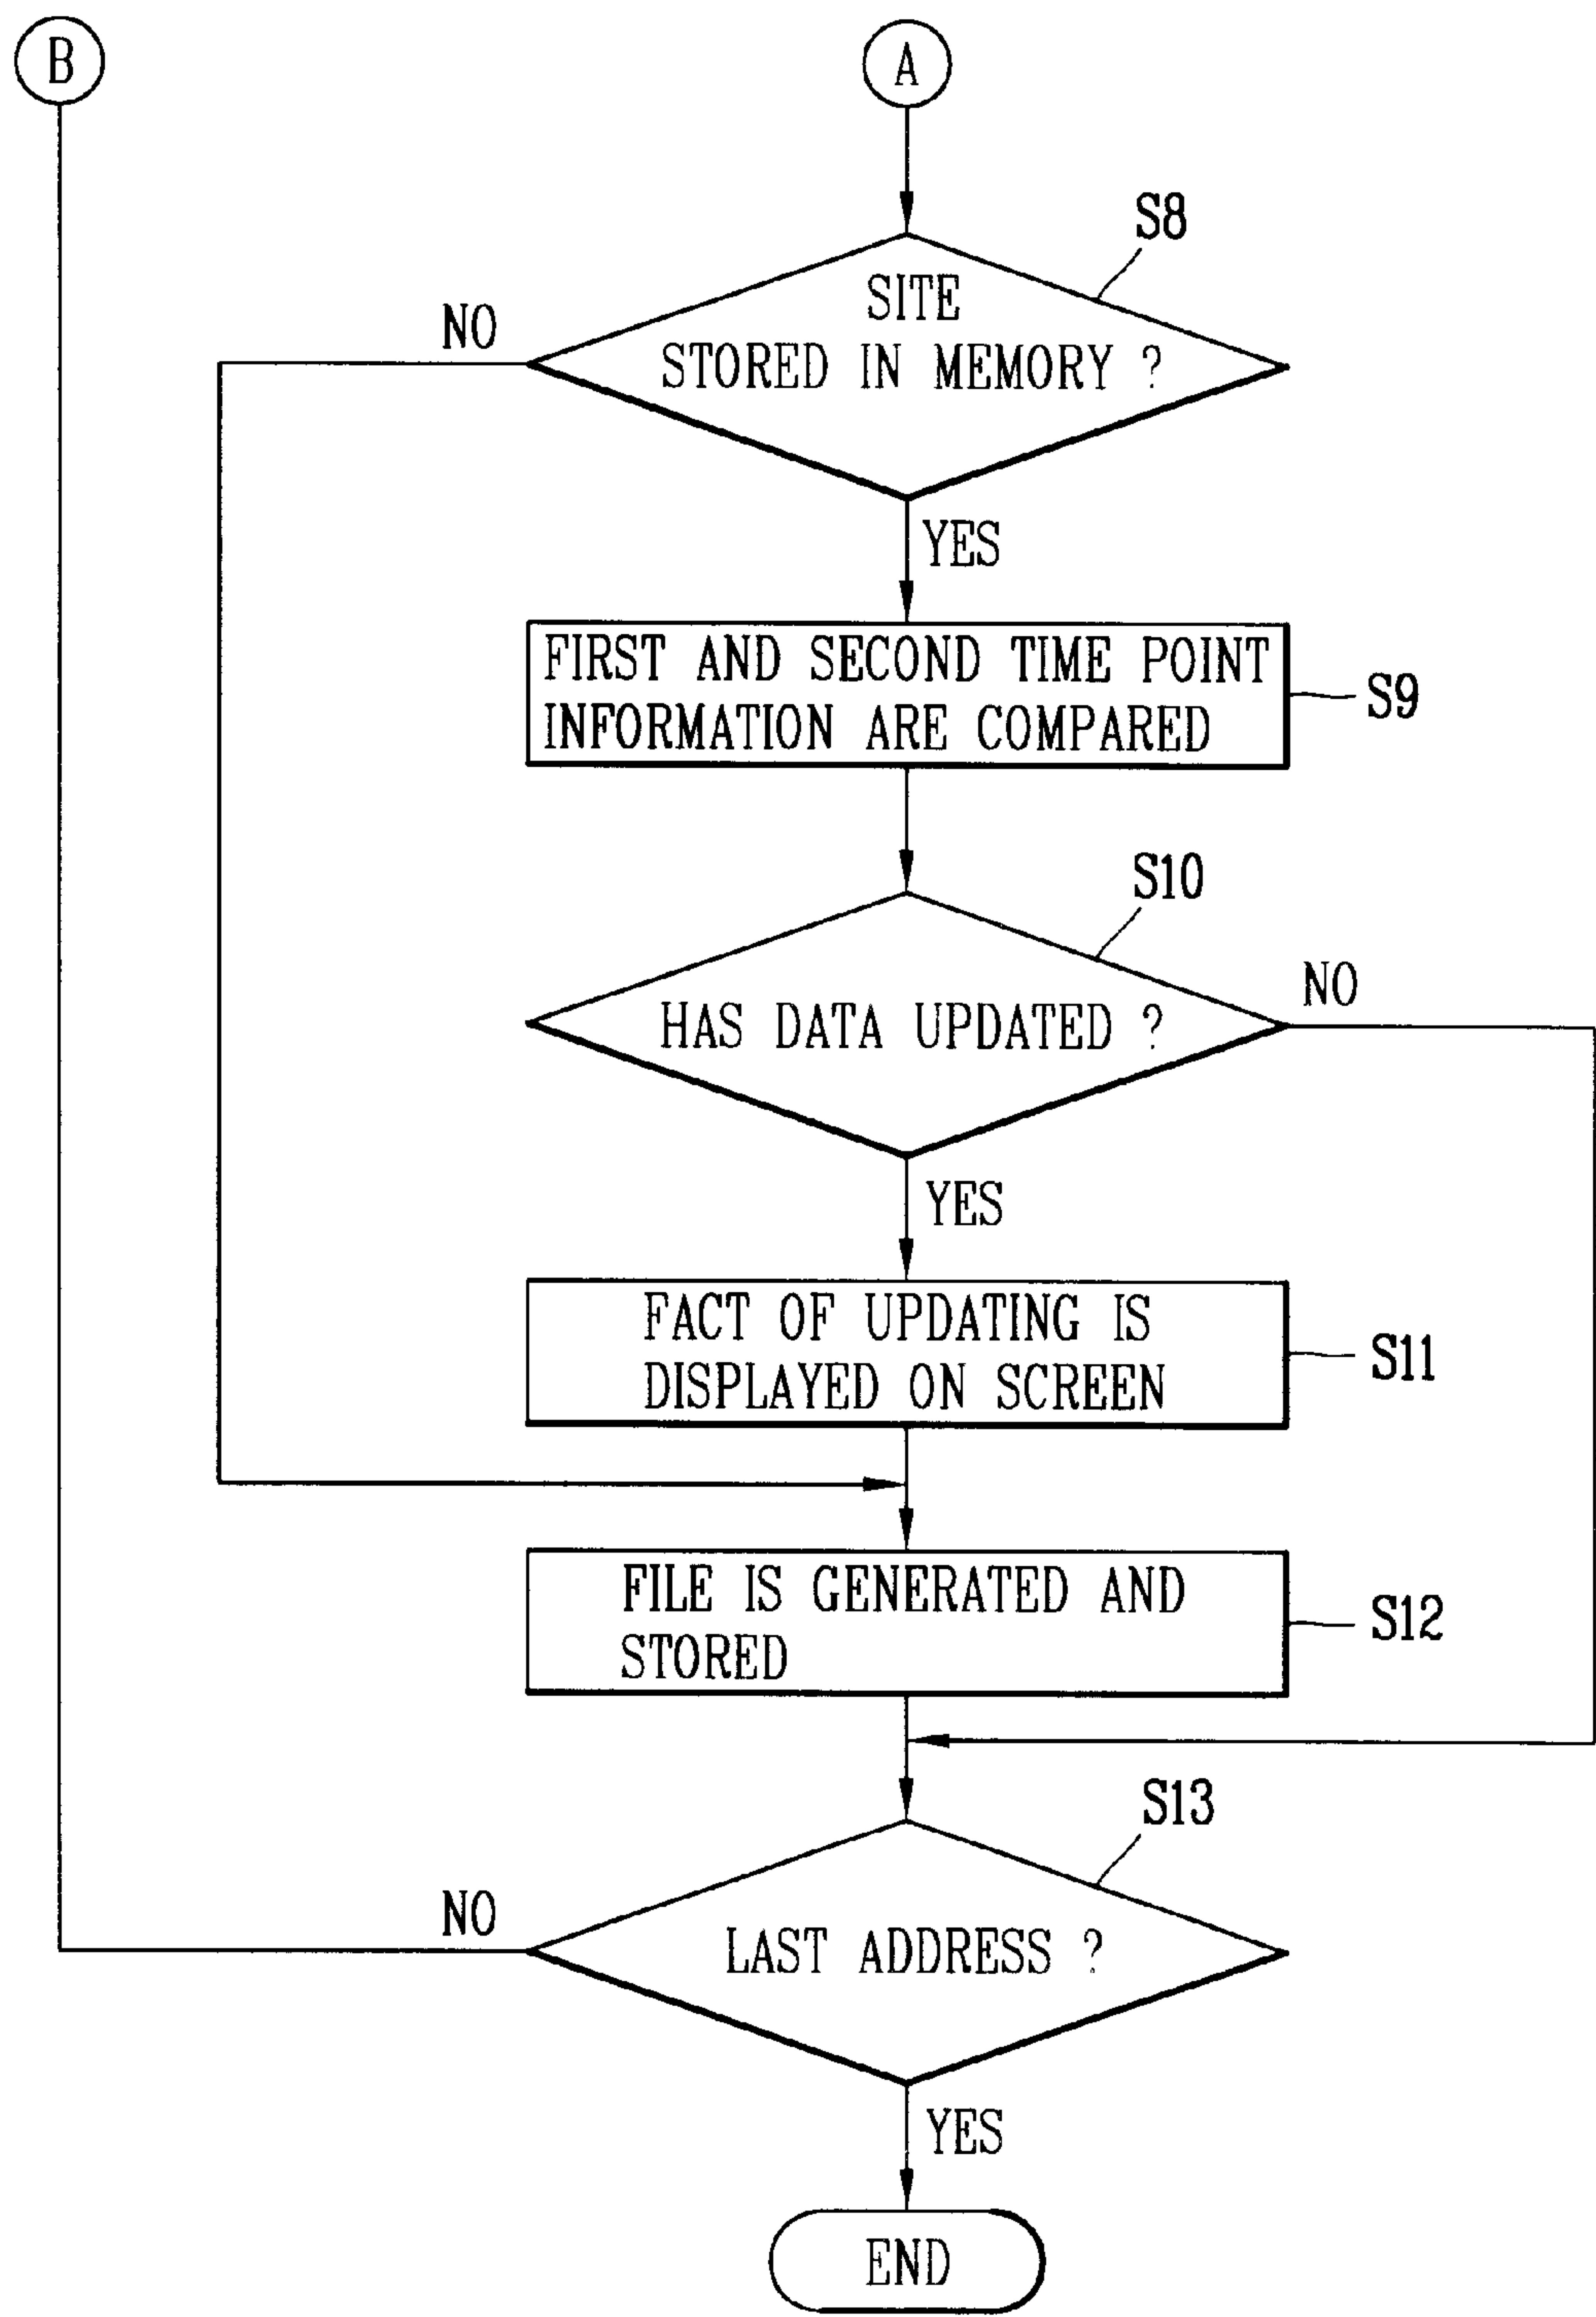 B
A
S8
SITE
NO
STORED IN MEMORY ?
YES
FIRST AND SECOND TIME POINT
INFORMATION ARE COMPARED
S9
S10
NO
HAS DATA UPDATED ?
YES
FACT OF UPDATING IS
DISPLAYED ON SCREEN
S11
FILE IS GENERATED AND
STORED
S12
S13
NO
LAST ADDRESS ?
YES
END